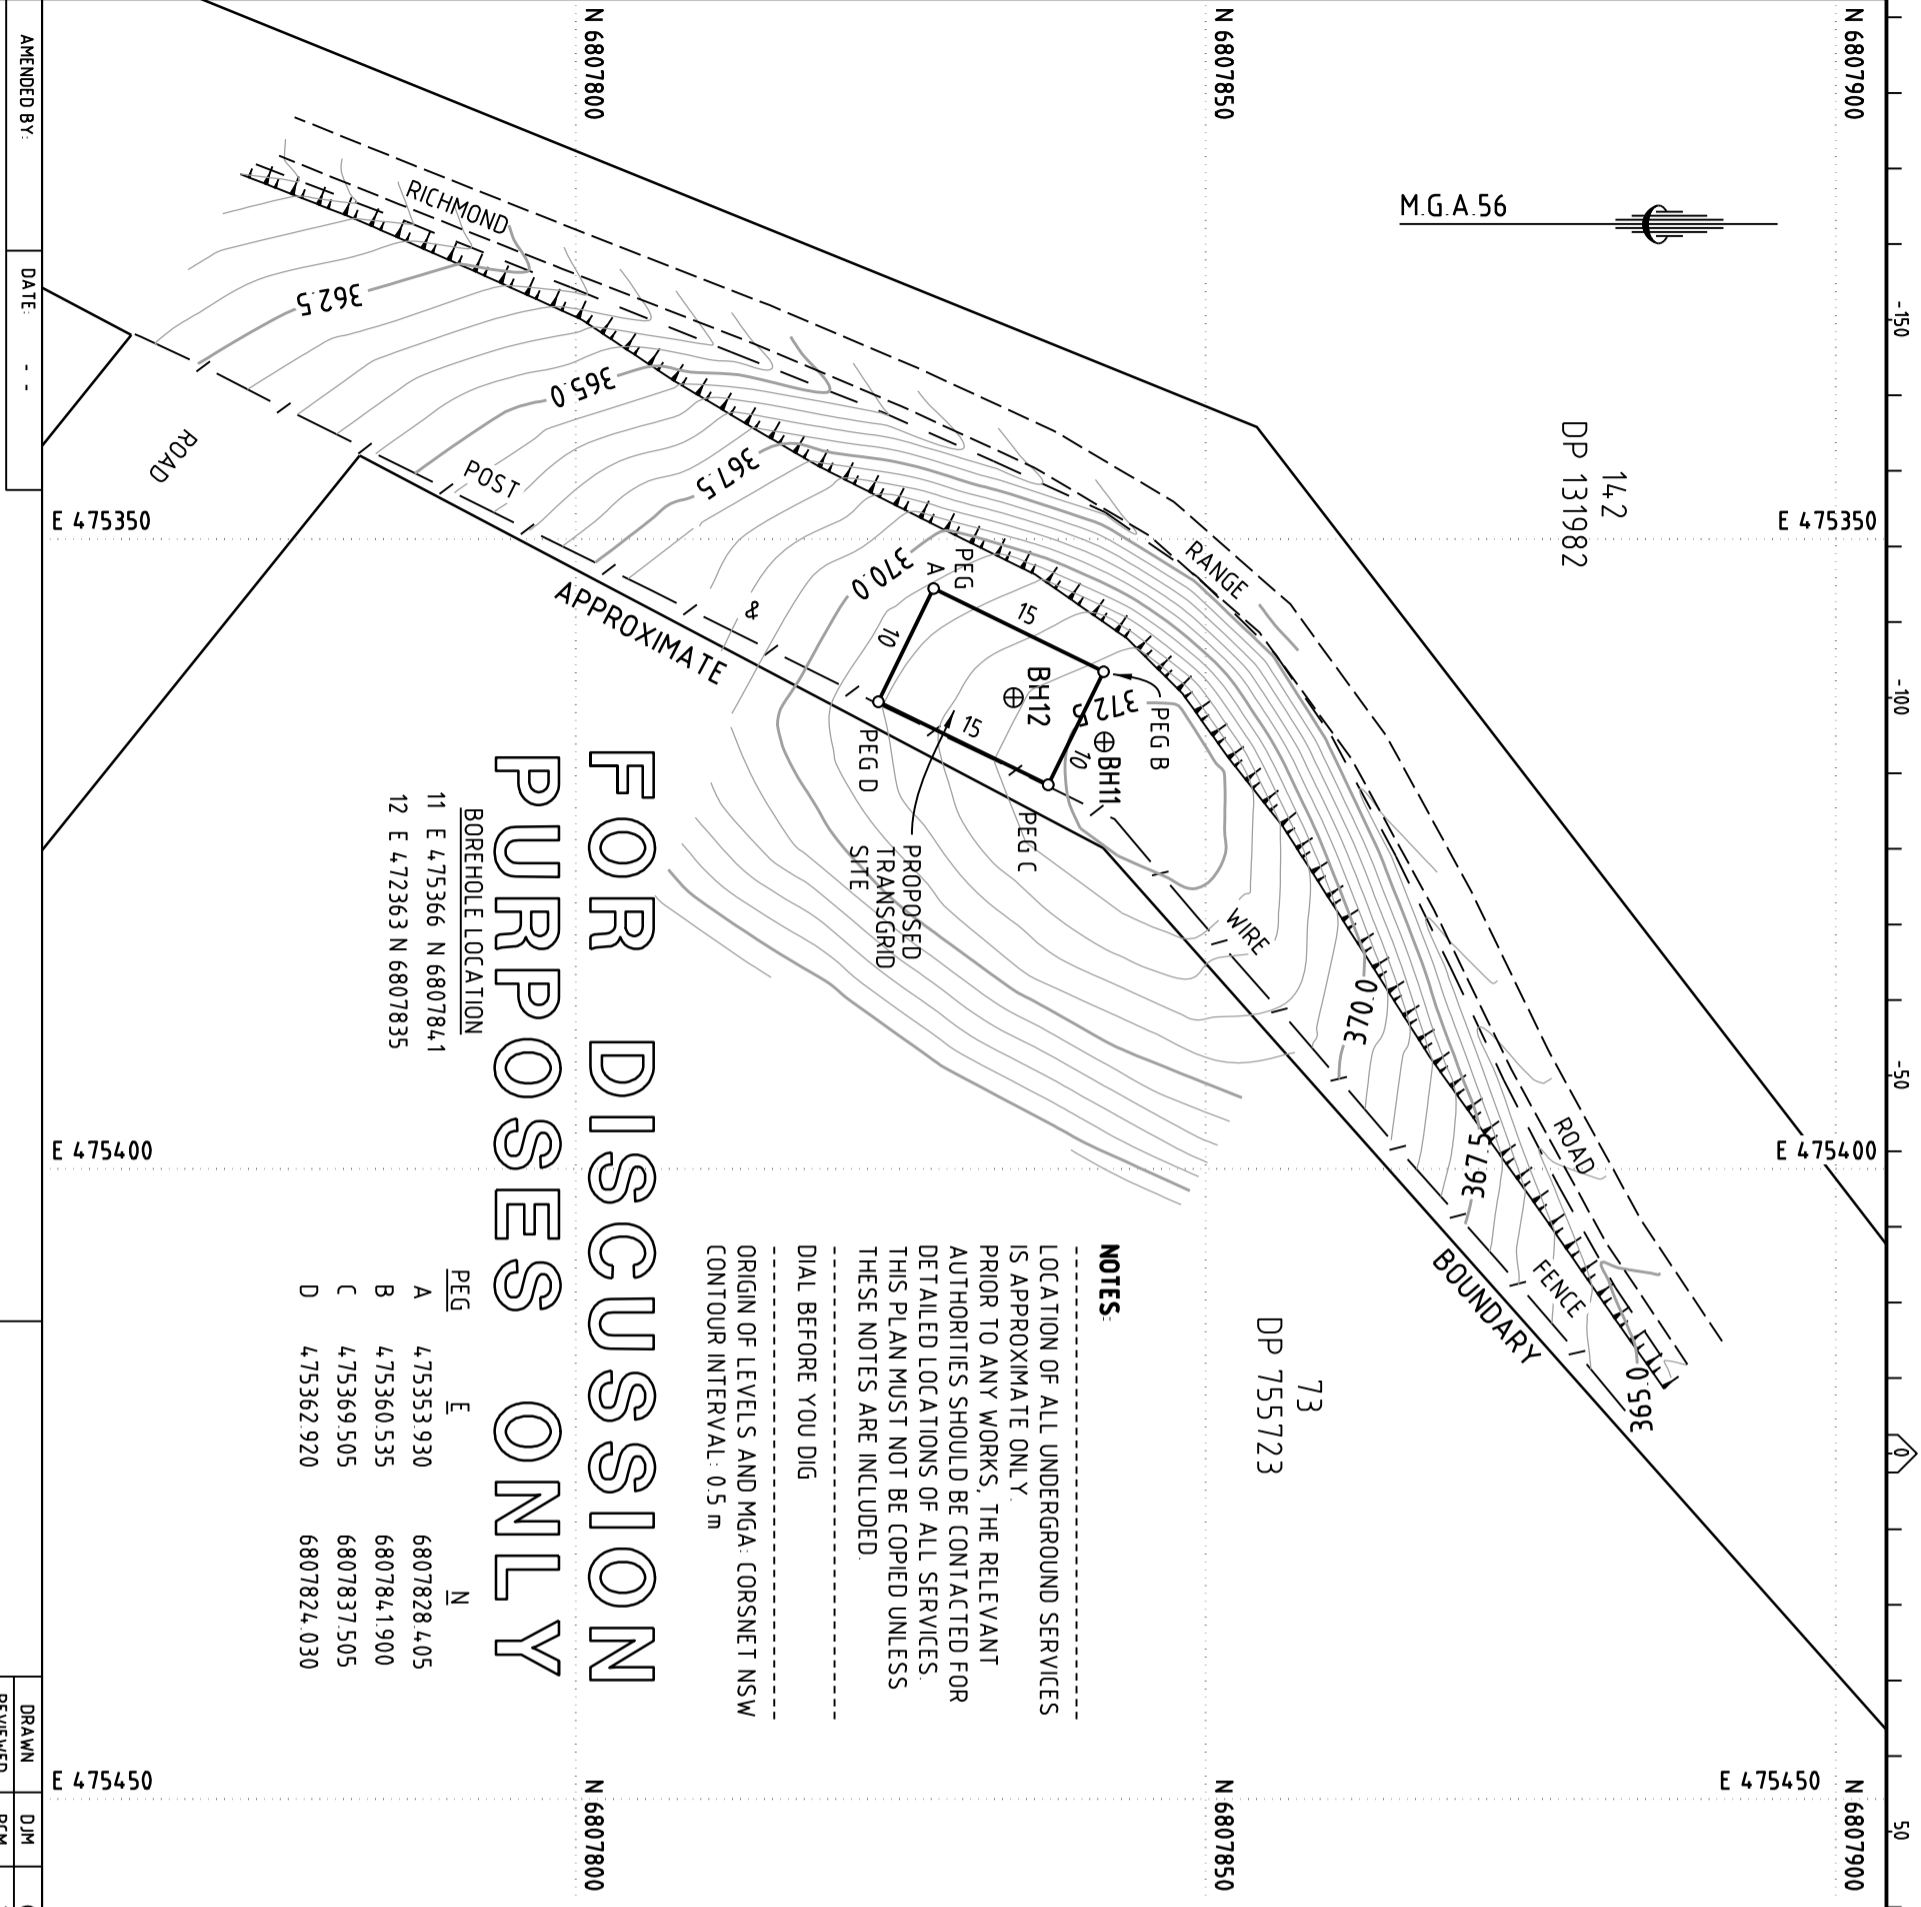 N 6807800
N 6807850
N 6807900
M.G.A.56
142
DP 131982
-150
-100
-50
0
50
E 475350
E 475350
E 475400
E 475400
E 475450
E 475450
RICHMOND
RANGE
ROAD
362.5
365.0
367.5
370.0
372.5
370.0
367.5
365.0
ROAD
POST
&
WIRE
FENCE
APPROXIMATE
BOUNDARY
PEG
A
PEG B
PEG C
PEG D
15
10
15
10
BH12
BH11
PROPOSED
TRANSGRID
SITE
73
DP 755723
NOTES:
LOCATION OF ALL UNDERGROUND SERVICES
IS APPROXIMATE ONLY.
PRIOR TO ANY WORKS, THE RELEVANT
AUTHORITIES SHOULD BE CONTACTED FOR
DETAILED LOCATIONS OF ALL SERVICES.
THIS PLAN MUST NOT BE COPIED UNLESS
THESE NOTES ARE INCLUDED.
DIAL BEFORE YOU DIG
ORIGIN OF LEVELS AND MGA: CORSNET NSW
CONTOUR INTERVAL: 0.5 m
FOR DISCUSSION
PURPOSES ONLY
BOREHOLE LOCATION
11 E 475366 N 6807841
12 E 472363 N 6807835
PEG E N
A 475353.930 6807828.405
B 475360.535 6807841.900
C 475369.505 6807837.505
D 475362.920 6807824.030
N 6807800
N 6807850
N 6807900
AMENDED BY:
DATE: - -
DRAWN DJM